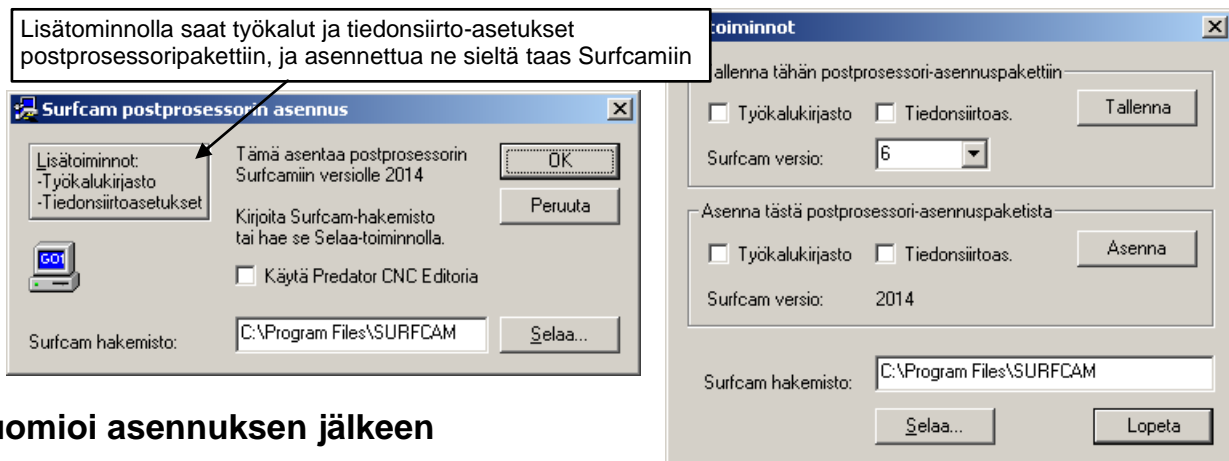 Lisätominnolla saat työkalut ja tiedonsiirto-asetukset
postprosessoripakettiin, ja asennettua ne sieltä taas Surfcamiin
Surfcam postprosessorin asennus
Lisätoiminnot:
-Työkalukirjasto
-Tiedonsiirtoasetukset
Tämä asentaa postprosessorin
Surfcamiin versiolle 2014
Kirjoita Surfcam-hakemisto
tai hae se Selaa-toiminnolla.
OK
Peruuta
GO1
Käytä Predator CNC Editoria
Surfcam hakemisto:
C:\Program Files\SURFCAM
Selaa...
toiminnot
allenna tähän postprosessori-asennuspakettiin
Työkalukirjasto
Tiedonsiirtoas.
Tallenna
Surfcam versio:
6
Asenna tästä postprosessori-asennuspaketista
Työkalukirjasto
Tiedonsiirtoas.
Asenna
Surfcam versio:
2014
Surfcam hakemisto:
C:\Program Files\SURFCAM
Selaa...
Lopeta
uomioi asennuksen jälkeen